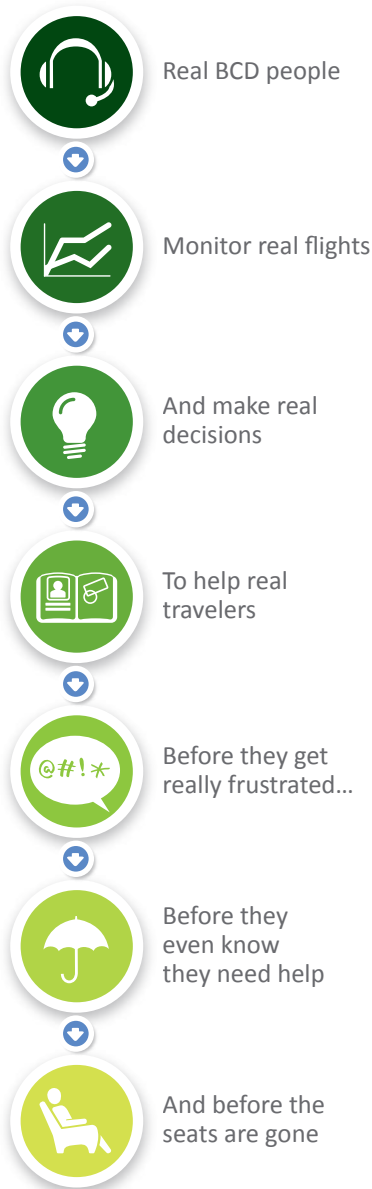 Real BCD people
Monitor real flights
And make real
decisions
To help real
travelers
@#!*
Before they get
really frustrated…
Before they
even know
they need help
And before the
seats are gone